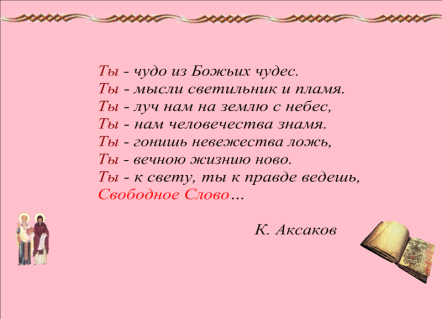 Ты - чудо из Божьих чудес.
Ты - мысли светильник и пламя.
Ты - луч нам на землю с небес,
Ты - нам человечества знамя.
Ты - гонишь невежества ложь,
Ты - вечною жизнию ново.
Ты - к свету, ты к правде ведешь,
Свободное Слово…
К. Аксаков